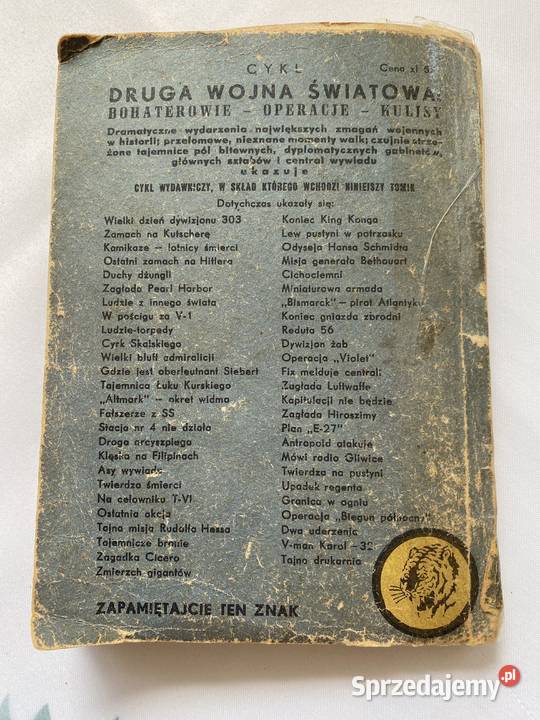 CYKL
Cena zł 5
DRUGA WOJNA ŚWIATOWA:
BOHATEROWIE – OPERACJE – KULISY
Dramatyczne wydarzenia największych zmagań wojennych
w historii; przełomowe, nieznane momenty walk; czujnie strze-
żone tajemnice pól bitewnych, dyplomatycznych gabinetów,
głównych sztabów i central wywiadu
ukazuje
CYKL WYDAWNICZY, W SKŁAD KTÓREGO WCHODZI NINIEJSZY TOMIK
Dotychczas ukazały się:
Wielki dzień dywizjonu 303
Zamach na Kutscherę
Kamikaze – lotnicy śmierci
Ostatni zamach na Hitlera
Duchy dżungli
Zagłada Pearl Harbor
Ludzie z innego świata
W pościgu za V-1
Ludzie-torpedy
Cyrk Skalskiego
Wielki bluff admiralicji
Gdzie jest oberleutnant Siebert
Tajemnica Łuku Kurskiego
„Altmark" – okręt widmo
Fałszerze z SS
Stacja nr 4 nie działa
Droga arcyszpiega
Klęska na Filipinach
Asy wywiadu
Twierdza śmierci
Na celowniku T-VI
Ostatnia akcja
Tajna misja Rudolfa Hessa
Tajemnicze bronie
Zagadka Cicero
Zmierzch gigantów
Koniec King Konga
Lew pustyni w potrzasku
Odyseja Hansa Schmidta
Misja generała Bethouart
Cichociemni
Miniaturowa armada
„Bismarck" – pirat Atlantyku
Koniec gniazda zbrodni
Reduta 56
Dywizjon żab
Operacja „Violet"
Fix melduje centrali
Zagłada Luftwaffe
Kapitulacji nie będzie
Zagłada Hiroszimy
Plan „E-27"
Antropoid atakuje
Mówi radio Gliwice
Twierdza na pustyni
Upadek regenta
Granica w ogniu
Operacja „Biegun północny"
Dwa uderzenia
V-man Karol – 32
Tajna drukarnia
ZAPAMIĘTAJCIE TEN ZNAK
Sprzedajemy.pl